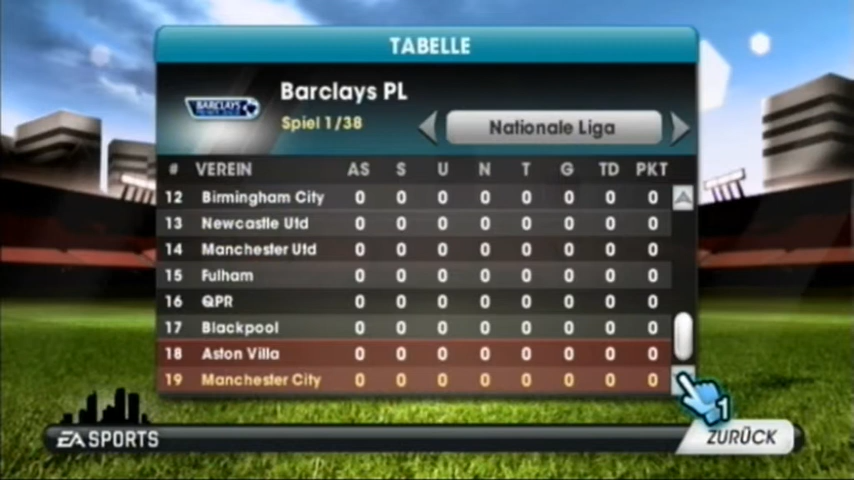 TABELLE
BARCLAYS
Barclays PL
Spiel 1/38
Nationale Liga
# VEREIN AS S U N T G TD PKT
12 Birmingham City 0 0 0 0 0 0 0 0
13 Newcastle Utd 0 0 0 0 0 0 0 0
14 Manchester Utd 0 0 0 0 0 0 0 0
15 Fulham 0 0 0 0 0 0 0 0
16 QPR 0 0 0 0 0 0 0 0
17 Blackpool 0 0 0 0 0 0 0 0
18 Aston Villa 0 0 0 0 0 0 0 0
19 Manchester City 0 0 0 0 0 0 0 0
1
EA SPORTS
ZURÜCK